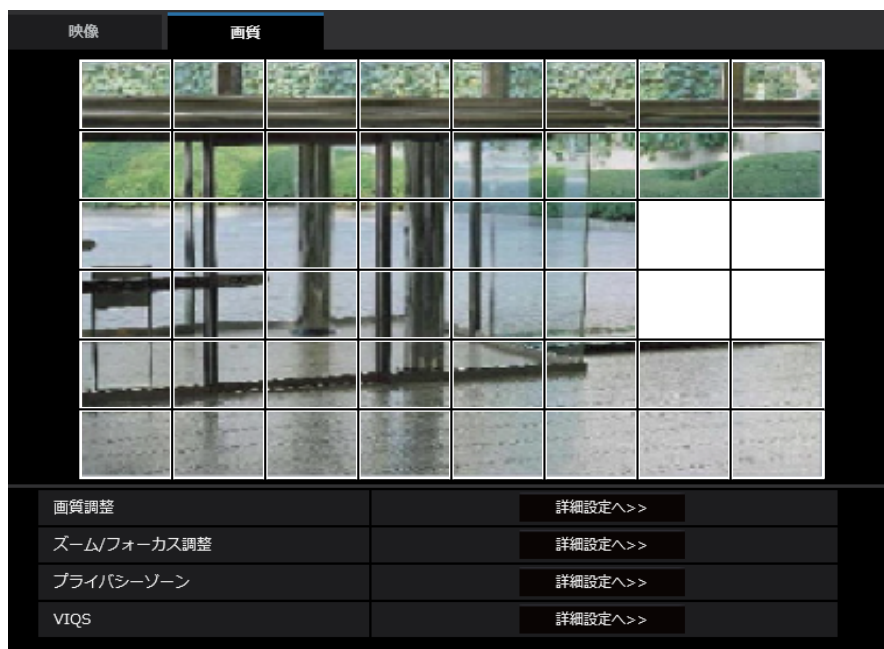 映像 画質
画質調整 詳細設定へ>>
ズーム/フォーカス調整 詳細設定へ>>
プライバシーゾーン 詳細設定へ>>
VIQS 詳細設定へ>>